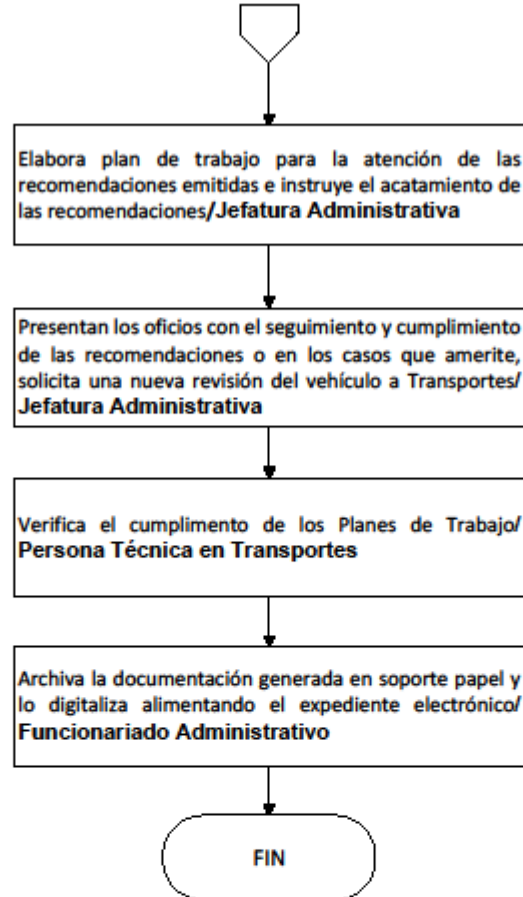 Elabora plan de trabajo para la atención de las
recomendaciones emitidas e instruye el acatamiento de
las recomendaciones/Jefatura Administrativa
Presentan los oficios con el seguimiento y cumplimiento
de las recomendaciones o en los casos que amerite,
solicita una nueva revisión del vehículo a Transportes/
Jefatura Administrativa
Verifica el cumplimento de los Planes de Trabajo/
Persona Técnica en Transportes
Archiva la documentación generada en soporte papel y
lo digitaliza alimentando el expediente electrónico/
Funcionariado Administrativo
FIN